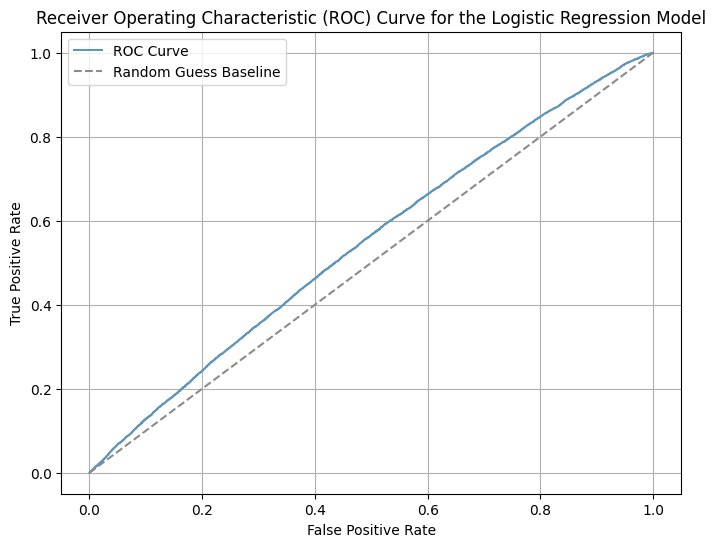 Receiver Operating Characteristic (ROC) Curve for the Logistic Regression Model
ROC Curve
Random Guess Baseline
1.0
0.8
0.6
0.4
0.2
0.0
True Positive Rate
0.0 0.2 0.4 0.6 0.8 1.0
False Positive Rate